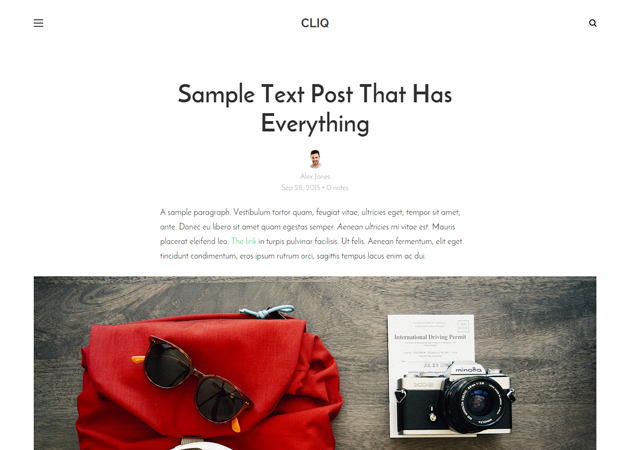 CLIQ
Sample Text Post That Has
Everything
Alex Jones
Sep 28, 2015 • 0 notes
A sample paragraph. Vestibulum tortor quam, feugiat vitae, ultricies eget, tempor sit amet,
ante. Donec eu libero sit amet quam egestas semper. Aenean ultricies mi vitae est. Mauris
placerat eleifend leo. The link in turpis pulvinar facilisis. Ut felis. Aenean fermentum, elit eget
tincidunt condimentum, eros ipsum rutrum orci, sagittis tempus lacus enim ac dui.
International Driving Permit
minolta